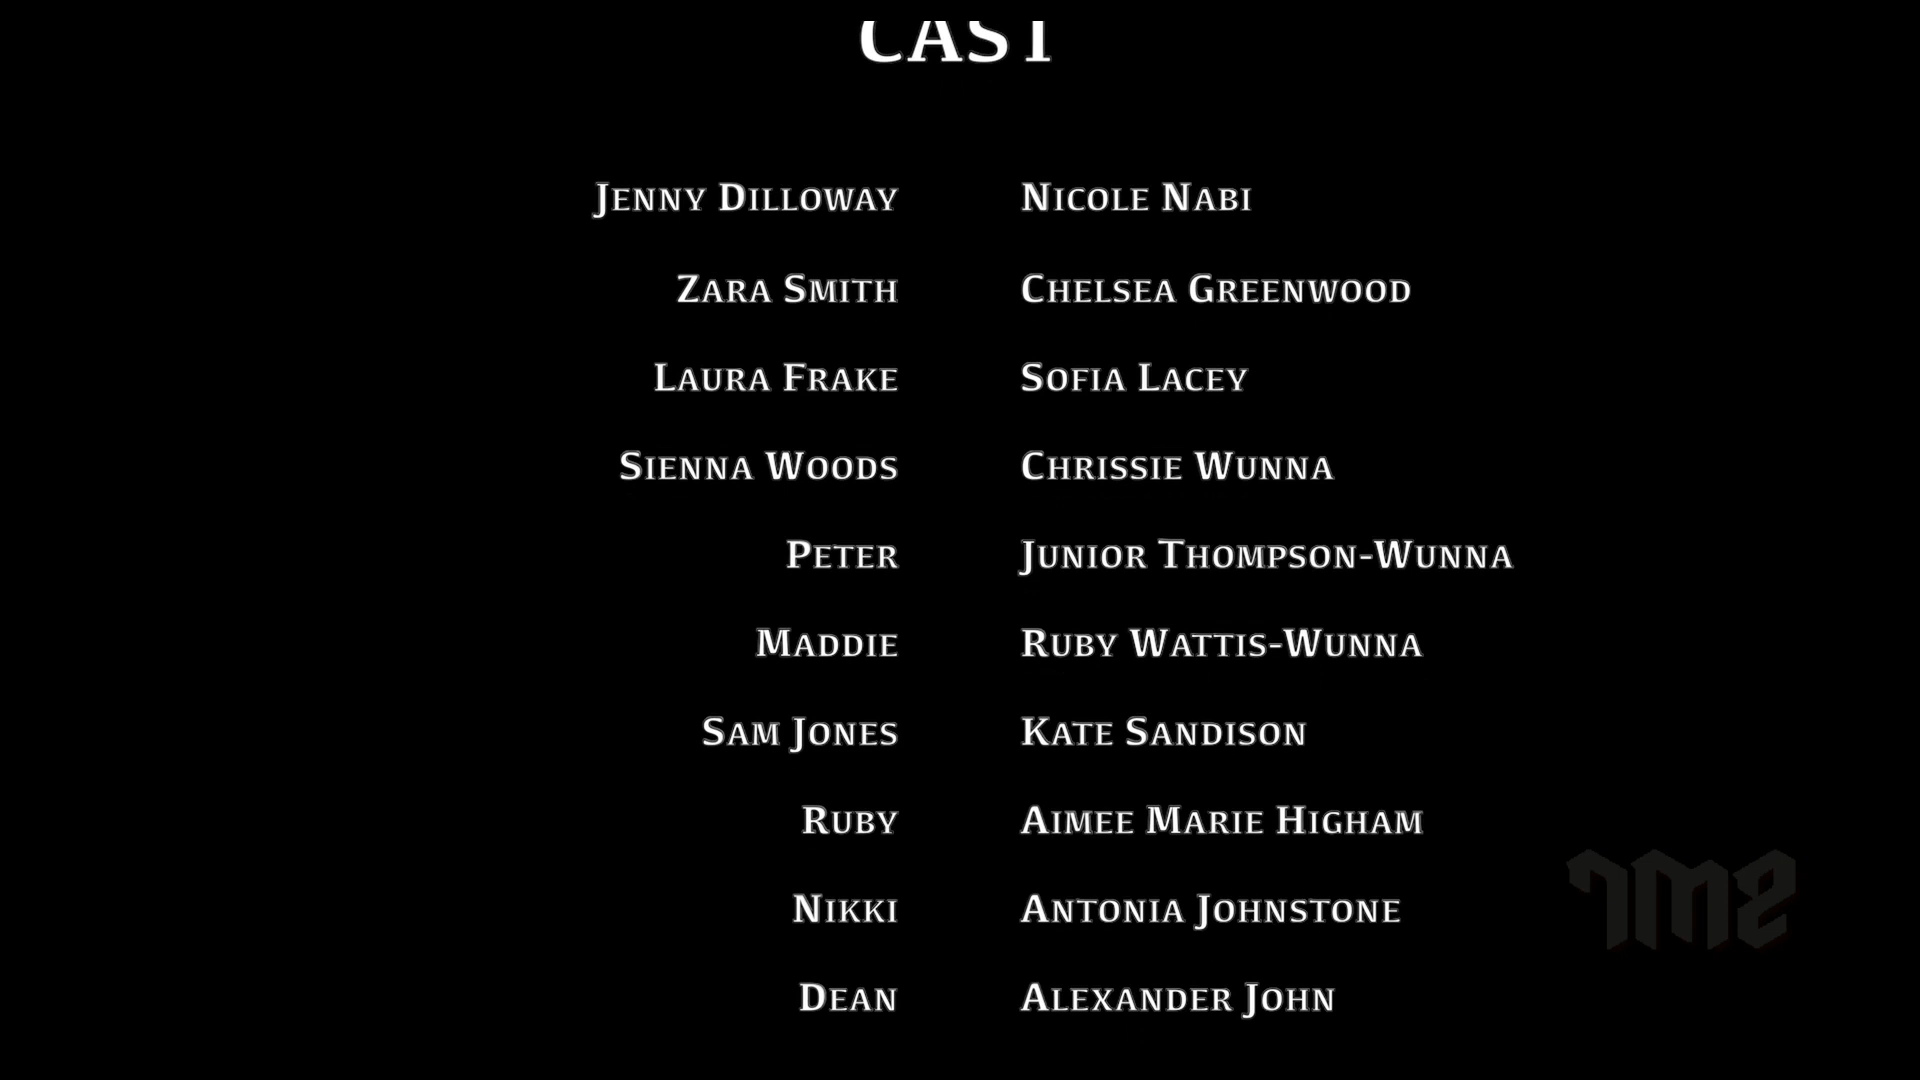 CAST
Jenny Dilloway Nicole Nabi
Zara Smith Chelsea Greenwood
Laura Frake Sofia Lacey
Sienna Woods Chrissie Wunna
Peter Junior Thompson-Wunna
Maddie Ruby Wattis-Wunna
Sam Jones Kate Sandison
Ruby Aimee Marie Higham
Nikki Antonia Johnstone
Dean Alexander John